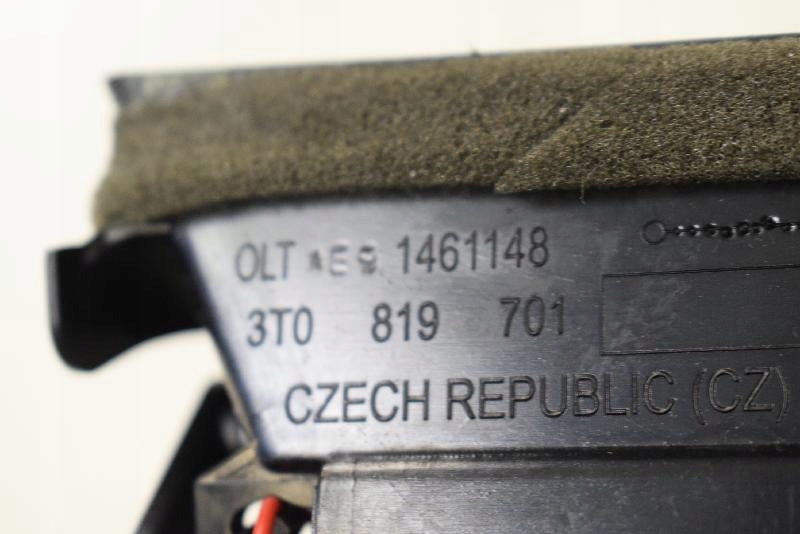 OLT 1461148
3T0 819 701
CZECH REPUBLIC (CZ)